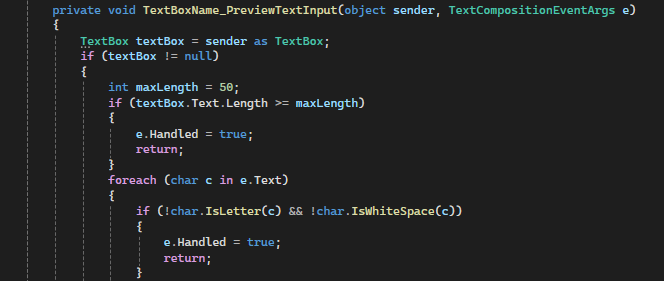 private void TextBoxName_PreviewTextInput(object sender, TextCompositionEventArgs e)
{
TextBox textBox = sender as TextBox;
if (textBox != null)
{
int maxLength = 50;
if (textBox.Text.Length >= maxLength)
{
e.Handled = true;
return;
}
foreach (char c in e.Text)
{
if (!char.IsLetter(c) && !char.IsWhiteSpace(c))
{
e.Handled = true;
return;
}